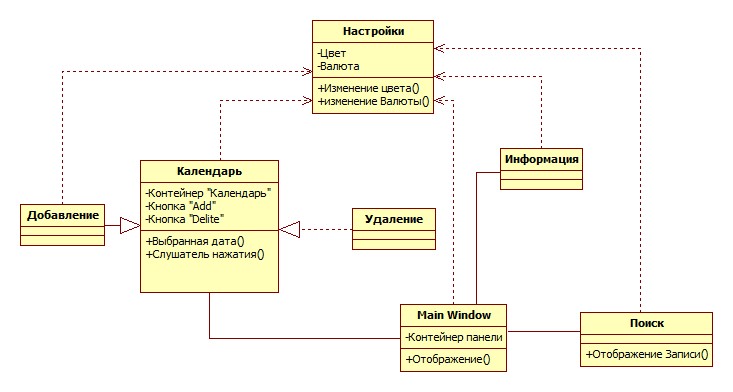 Настройки
-Цвет
-Валюта
+Изменение цвета()
+изменение Валюты()
Информация
Календарь
-Контейнер "Календарь"
-Кнопка "Add"
-Кнопка "Delite"
+Выбранная дата()
+Слушатель нажатия()
Добавление
Удаление
Main Window
-Контейнер панели
+Отображение()
Поиск
+Отображение Записи()